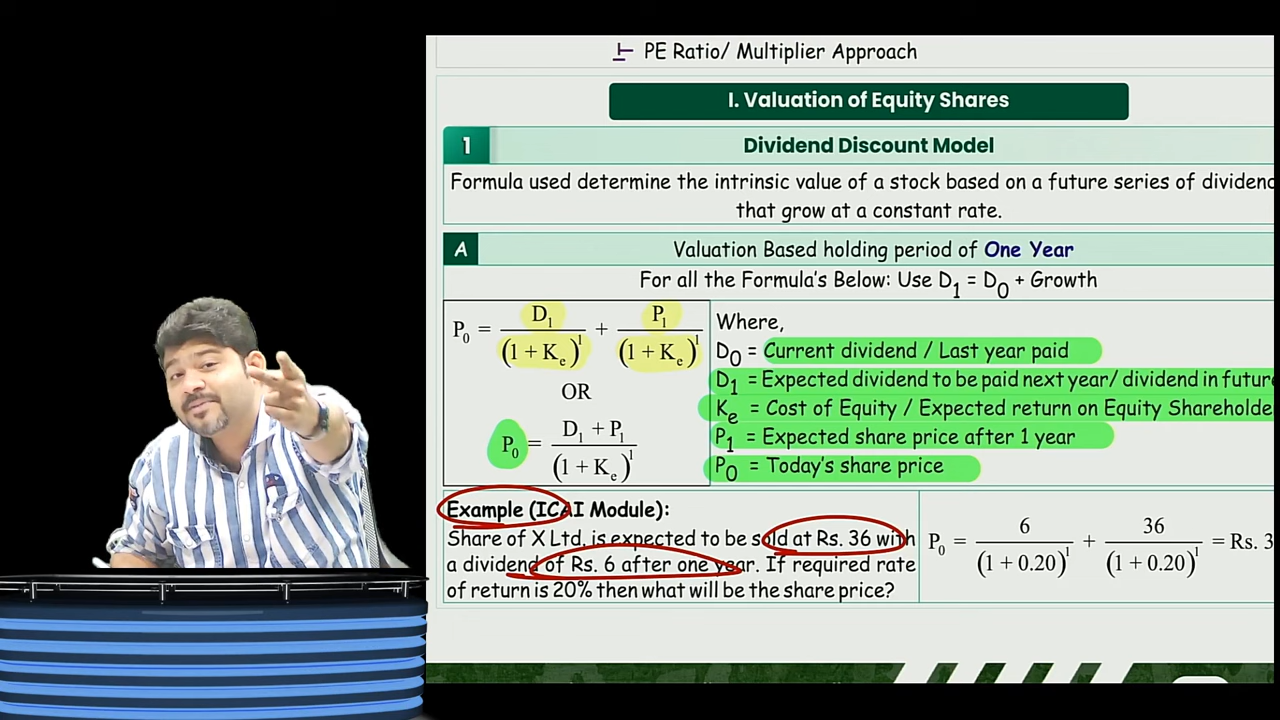 PE Ratio/ Multiplier Approach
I. Valuation of Equity Shares
1 Dividend Discount Model
Formula used determine the intrinsic value of a stock based on a future series of dividend
that grow at a constant rate.
A Valuation Based holding period of One Year
For all the Formula's Below: Use D₁ = D₀ + Growth
P₀ = D₁ / (1 + Kₑ)¹ + P₁ / (1 + Kₑ)¹
OR
P₀ = D₁ + P₁ / (1 + Kₑ)¹
Where,
D₀ = Current dividend / Last year paid
D₁ = Expected dividend to be paid next year/ dividend in future
Kₑ = Cost of Equity / Expected return on Equity Shareholde
P₁ = Expected share price after 1 year
P₀ = Today's share price
Example (ICAI Module):
Share of X Ltd. is expected to be sold at Rs. 36 with
a dividend of Rs. 6 after one year. If required rate
of return is 20% then what will be the share price?
P₀ = 6 / (1 + 0.20)¹ + 36 / (1 + 0.20)¹ = Rs. 3